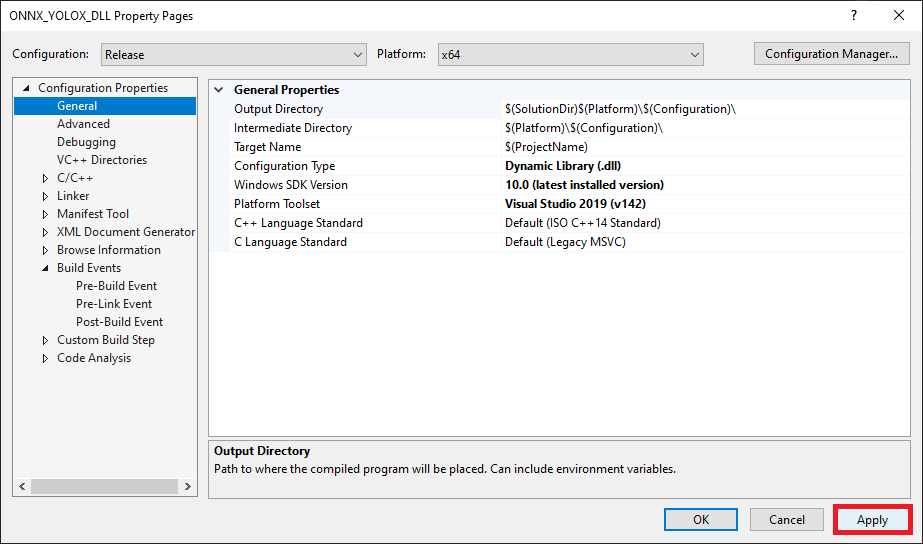 ONNX_YOLOX_DLL Property Pages
Configuration: Release Platform: x64 Configuration Manager...
Configuration Properties
General
Advanced
Debugging
VC++ Directories
C/C++
Linker
Manifest Tool
XML Document Generator
Browse Information
Build Events
Pre-Build Event
Pre-Link Event
Post-Build Event
Custom Build Step
Code Analysis
General Properties
Output Directory $(SolutionDir)$(Platform)\$(Configuration)\
Intermediate Directory $(Platform)\$(Configuration)\
Target Name $(ProjectName)
Configuration Type Dynamic Library (.dll)
Windows SDK Version 10.0 (latest installed version)
Platform Toolset Visual Studio 2019 (v142)
C++ Language Standard Default (ISO C++14 Standard)
C Language Standard Default (Legacy MSVC)
Output Directory
Path to where the compiled program will be placed. Can include environment variables.
OK Cancel Apply